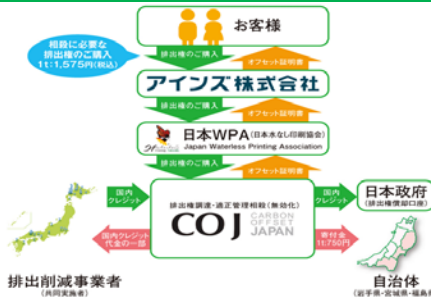 お客様
相殺に必要な
排出権のご購入
1t:1,575円(税込)
排出権のご購入
オフセット証明書
アインズ株式会社
排出権のご購入
オフセット証明書
日本WPA(日本水なし印刷協会)
Japan Waterless Printing Association
排出権のご購入
オフセット証明書
国内
クレジット
排出権調達・適正管理相殺(無効化)
COJ CARBON
OFFSET
JAPAN
国内
クレジット
日本政府
(排出権償却口座)
国内クレジット
代金の一部
寄付金
1t:750円
排出削減事業者
(共同実施者)
自治体
(岩手県・宮城県・福島県)